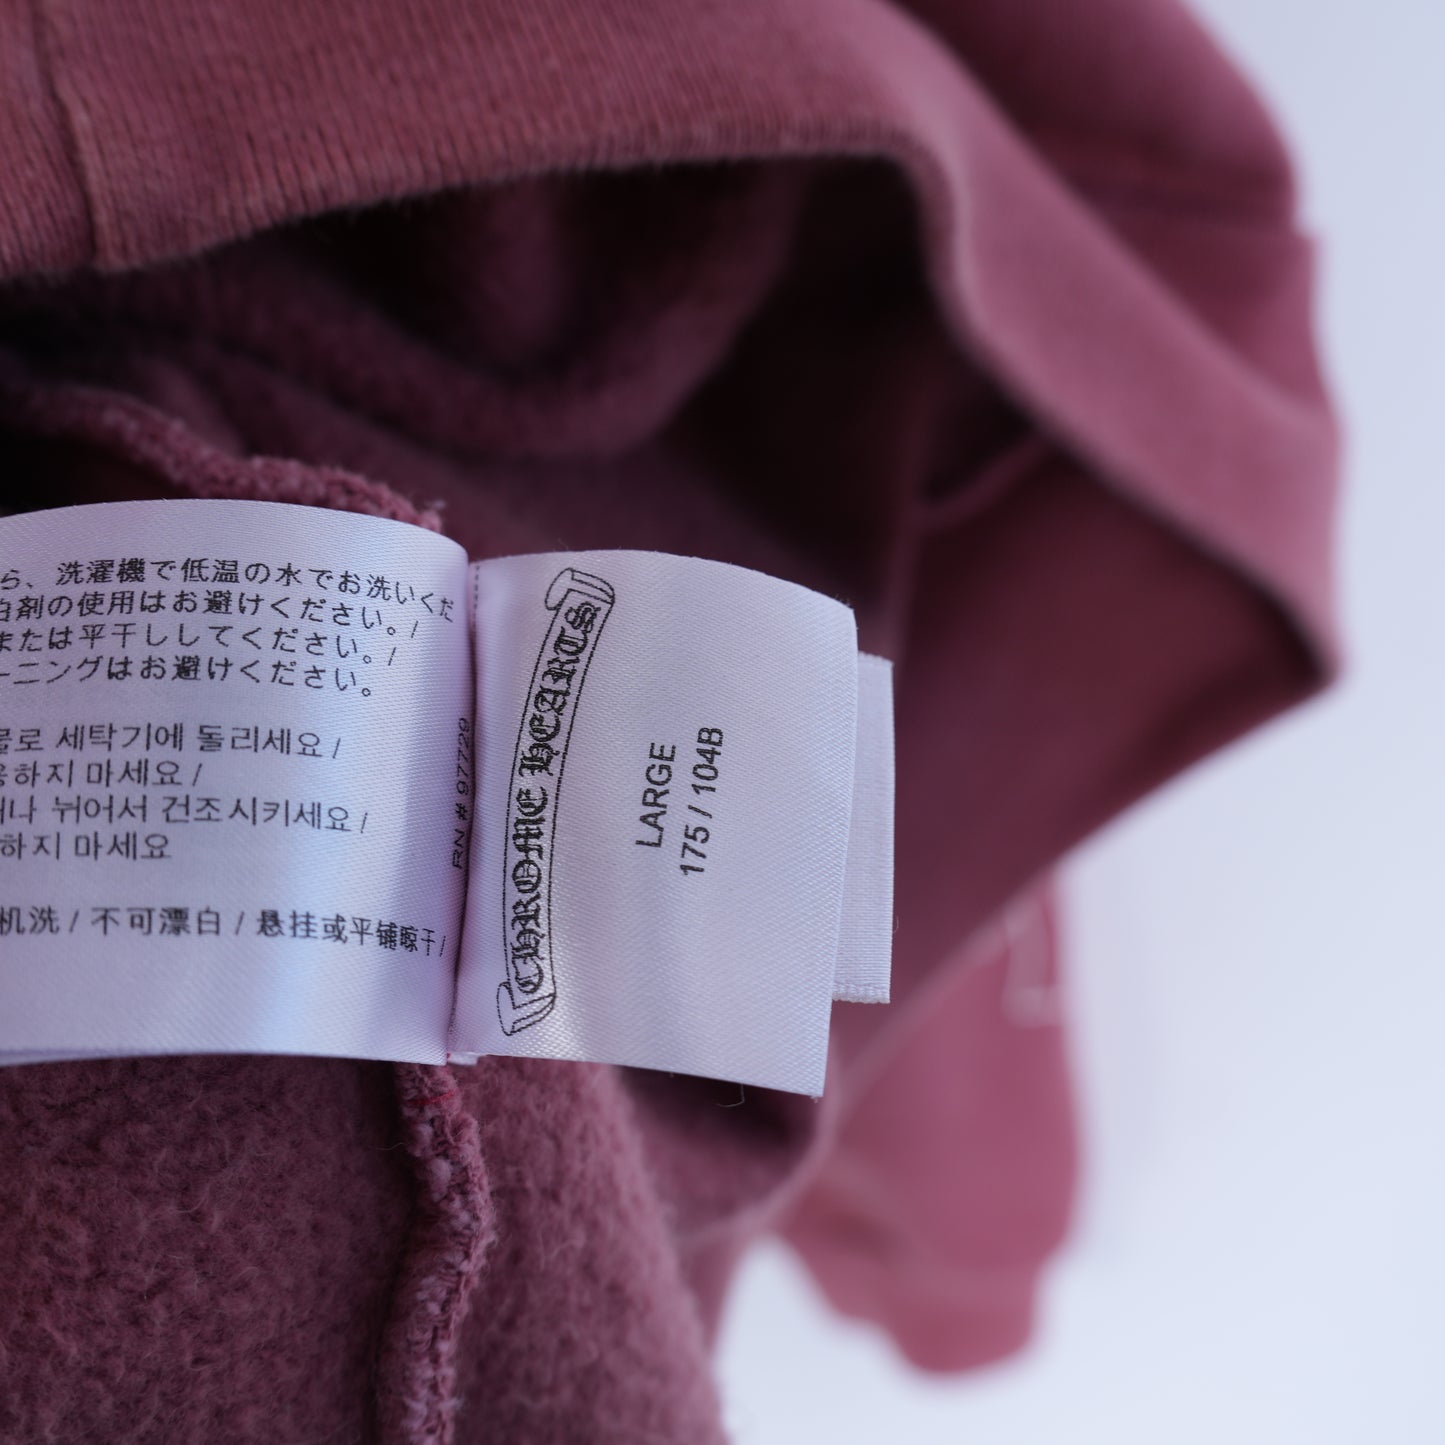 ら、洗濯機で低温の水でお洗いくだ
白剤の使用はお避けください。/
または平干ししてください。/
ーニングはお避けください。
물로 세탁기에 돌리세요 /
용하지 마세요 /
거나 뉘어서 건조시키세요 /
하지 마세요
机洗 / 不可漂白 / 悬挂或平铺晾干 /
RN # 97729
CHROME HEARTS
LARGE
175 / 104B